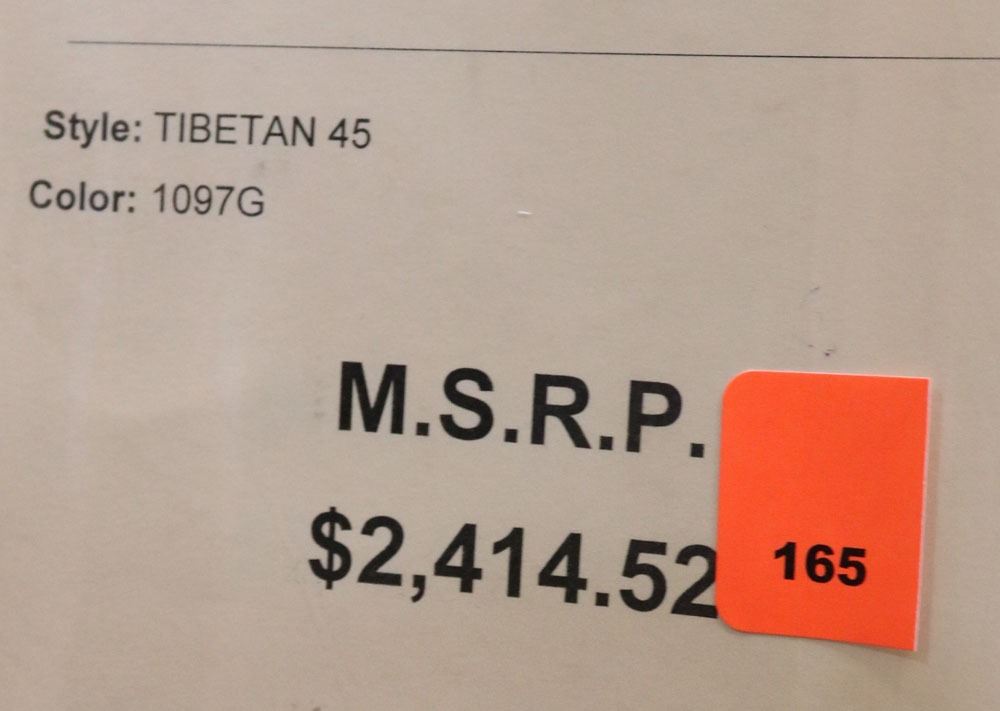 Style: TIBETAN 45
Color: 1097G
M.S.R.P.
$2,414.52
165